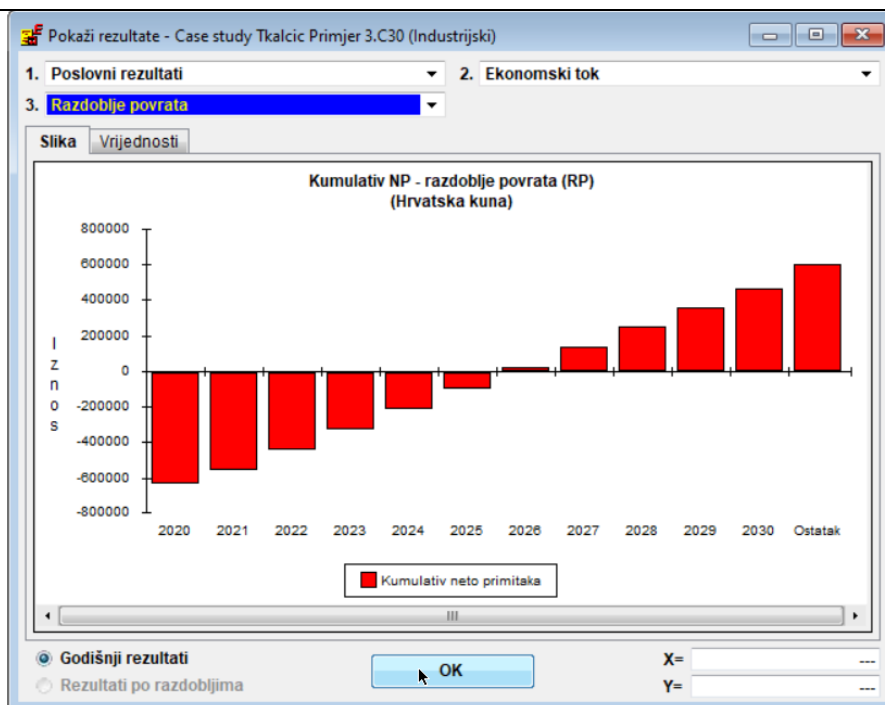 Pokaži rezultate - Case study Tkalcic Primjer 3.C30 (Industrijski)
1. Poslovni rezultati 2. Ekonomski tok
3. Razdoblje povrata
Slika Vrijednosti
Kumulativ NP - razdoblje povrata (RP)
(Hrvatska kuna)
800000
600000
400000
200000
0
-200000
-400000
-600000
-800000
Iznos
2020 2021 2022 2023 2024 2025 2026 2027 2028 2029 2030 Ostatak
Kumulativ neto primitaka
Godišnji rezultati
Rezultati po razdobljima
OK
X= ---
Y= ---